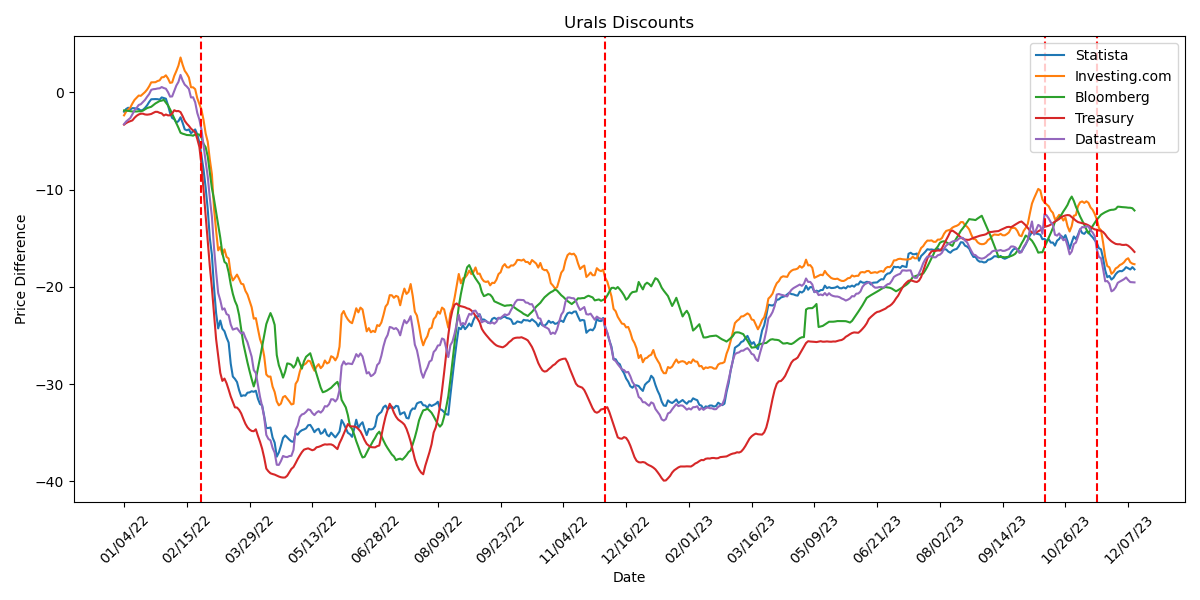 Urals Discounts
Statista
Investing.com
Bloomberg
Treasury
Datastream
Price Difference
0
−10
−20
−30
−40
01/04/22
02/15/22
03/29/22
05/13/22
06/28/22
08/09/22
09/23/22
11/04/22
12/16/22
02/01/23
03/16/23
05/09/23
06/21/23
08/02/23
09/14/23
10/26/23
12/07/23
Date